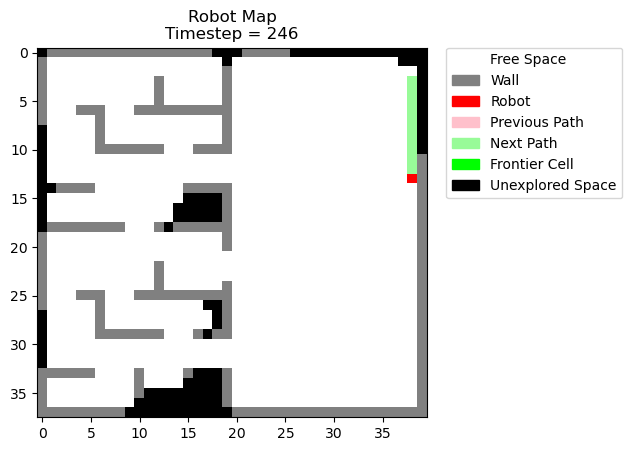 Robot Map
Timestep = 246
0
5
10
15
20
25
30
35
0
5
10
15
20
25
30
35
Free Space
Wall
Robot
Previous Path
Next Path
Frontier Cell
Unexplored Space